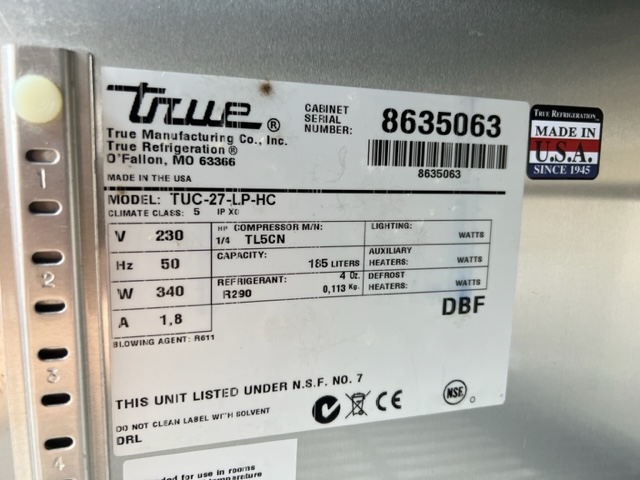 true®
True Manufacturing Co., Inc.
True Refrigeration®
O'Fallon, MO 63366
MADE IN THE USA
CABINET
SERIAL
NUMBER:
8635063
8635063
TRUE REFRIGERATION
MADE IN
U.S.A.
SINCE 1945
MODEL: TUC-27-LP-HC
CLIMATE CLASS: 5 IP X0
V 230
HP COMPRESSOR M/N:
1/4 TL5CN
LIGHTING:
WATTS
Hz 50
CAPACITY:
185 LITERS
AUXILIARY
HEATERS:
WATTS
W 340
REFRIGERANT:
R290
4 Oz.
0,113 Kg.
DEFROST
HEATERS:
WATTS
A 1,8
DBF
BLOWING AGENT: R611
THIS UNIT LISTED UNDER N.S.F. NO. 7
CE
NSF
DO NOT CLEAN LABEL WITH SOLVENT
DRL
for use in rooms
1
2
3
4